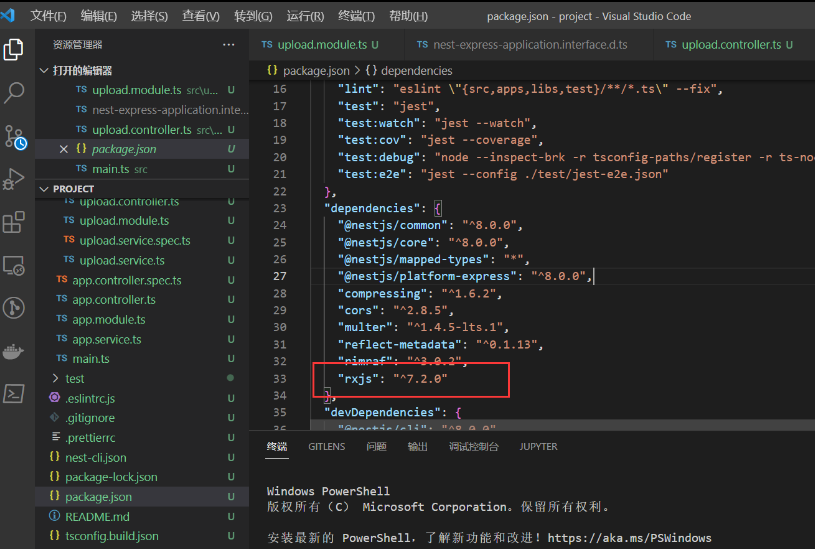 文件(F) 编辑(E) 选择(S) 查看(V) 转到(G) 运行(R) 终端(T) 帮助(H) package.json - project - Visual Studio Code
资源管理器 ···
打开的编辑器
TS upload.module.ts src\u... U
TS nest-express-application.inte...
TS upload.controller.ts src\... U
{} package.json U
TS main.ts src U
PROJECT
TS upload.controller.ts U
TS upload.module.ts U
TS upload.service.spec.ts U
TS upload.service.ts U
TS app.controller.spec.ts U
TS app.controller.ts U
TS app.module.ts U
TS app.service.ts U
TS main.ts U
test
.eslintrc.js U
.gitignore U
.prettierrc U
{} nest-cli.json U
{} package-lock.json U
{} package.json U
README.md U
{} tsconfig.build.json U
TS upload.module.ts U TS nest-express-application.interface.d.ts TS upload.controller.ts U
{} package.json > {} dependencies
16 "lint": "eslint \"{src,apps,libs,test}/**/*.ts\" --fix",
17 "test": "jest",
18 "test:watch": "jest --watch",
19 "test:cov": "jest --coverage",
20 "test:debug": "node --inspect-brk -r tsconfig-paths/register -r ts-no
21 "test:e2e": "jest --config ./test/jest-e2e.json"
22 },
23 "dependencies": {
24 "@nestjs/common": "^8.0.0",
25 "@nestjs/core": "^8.0.0",
26 "@nestjs/mapped-types": "*",
27 "@nestjs/platform-express": "^8.0.0",
28 "compressing": "^1.6.2",
29 "cors": "^2.8.5",
30 "multer": "^1.4.5-lts.1",
31 "reflect-metadata": "^0.1.13",
32 "rimraf": "^3.0.2",
33 "rxjs": "^7.2.0"
34 },
35 "devDependencies": {
36 "@nestjs/cli": "^8.0.0",
终端 GITLENS 问题 输出 调试控制台 JUPYTER
Windows PowerShell
版权所有（C） Microsoft Corporation。保留所有权利。
安装最新的 PowerShell，了解新功能和改进！https://aka.ms/PSWindows